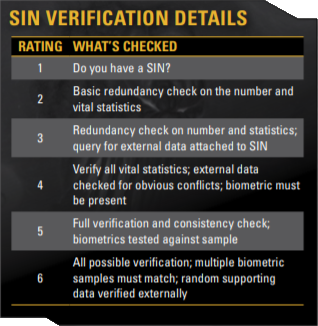 SIN VERIFICATION DETAILS
RATING WHAT'S CHECKED
1 Do you have a SIN?
2 Basic redundancy check on the number and
vital statistics
3 Redundancy check on number and statistics;
query for external data attached to SIN
4 Verify all vital statistics; external data
checked for obvious conflicts; biometric must
be present
5 Full verification and consistency check;
biometrics tested against sample
6 All possible verification; multiple biometric
samples must match; random supporting
data verified externally